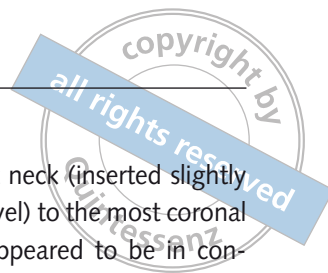 copyright by
all rights reserved
Quintessenz
neck (inserted slightly
vel) to the most coronal
ppeared to be in con-